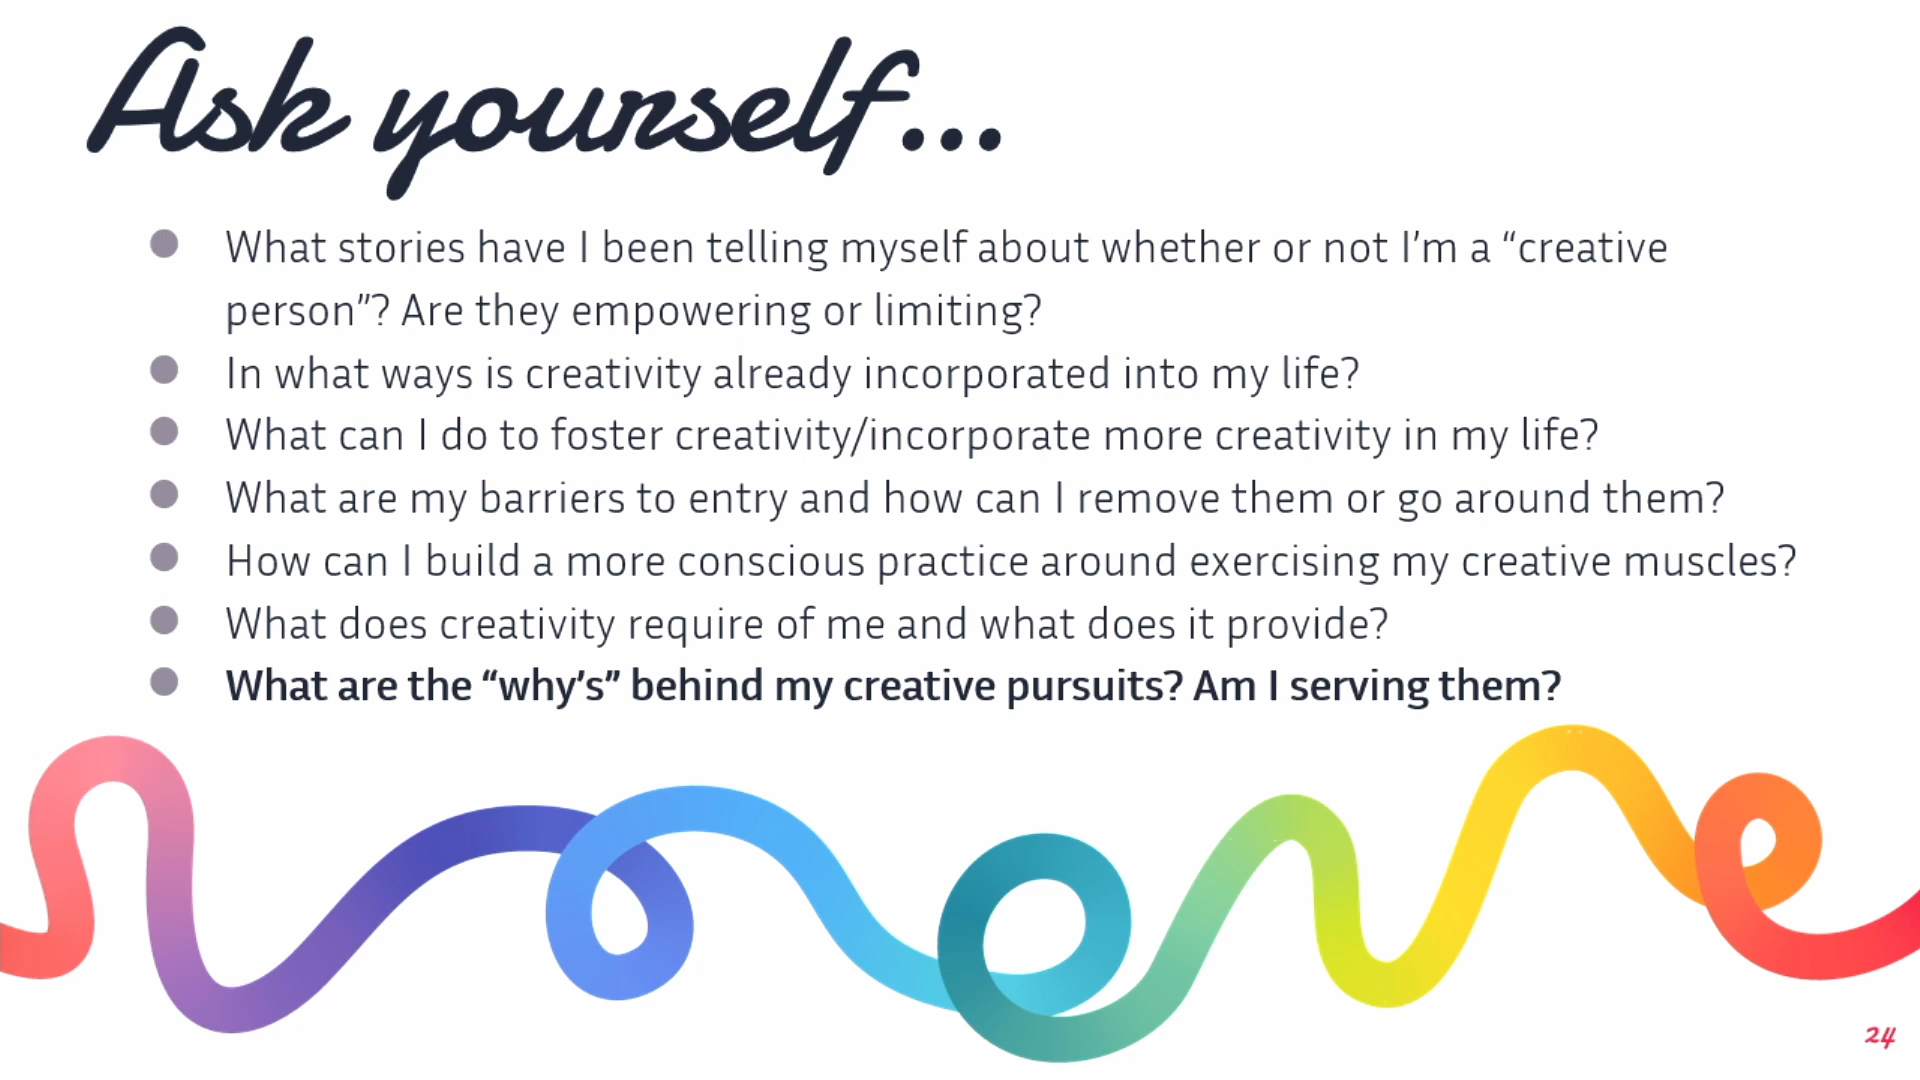 Ask yourself...
What stories have I been telling myself about whether or not I’m a “creative
person”? Are they empowering or limiting?
In what ways is creativity already incorporated into my life?
What can I do to foster creativity/incorporate more creativity in my life?
What are my barriers to entry and how can I remove them or go around them?
How can I build a more conscious practice around exercising my creative muscles?
What does creativity require of me and what does it provide?
What are the “why’s” behind my creative pursuits? Am I serving them?
24